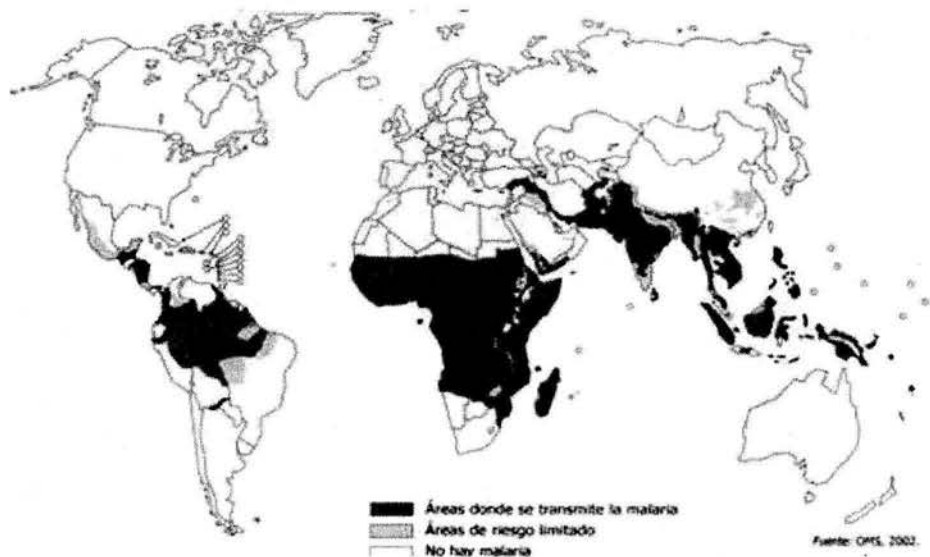 Áreas donde se transmite la malaria
Áreas de riesgo limitado
No hay malaria
Fuente: OMS, 2002.